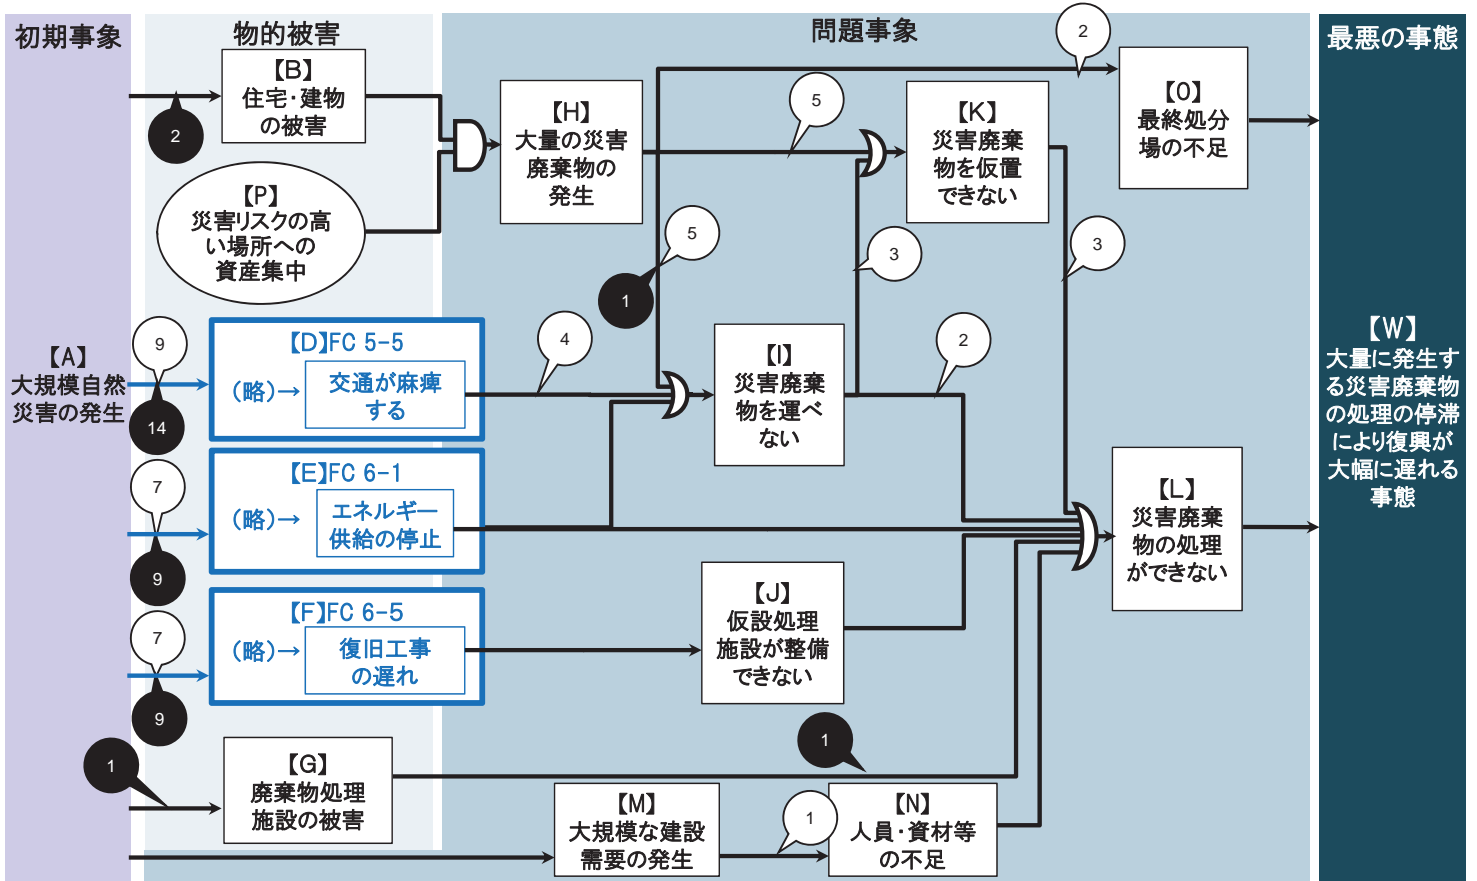 初期事象
物的被害
問題事象
最悪の事態
【A】
大規模自然
災害の発生
2
【B】
住宅・建物
の被害
【P】
災害リスクの高
い場所への
資産集中
9
14
【D】FC 5-5
(略)→
交通が麻痺
する
7
9
【E】FC 6-1
(略)→
エネルギー
供給の停止
7
9
【F】FC 6-5
(略)→
復旧工事
の遅れ
1
【G】
廃棄物処理
施設の被害
【H】
大量の災害
廃棄物の
発生
5
2
5
1
4
【I】
災害廃棄
物を運べ
ない
3
2
【K】
災害廃棄
物を仮置
できない
3
【O】
最終処分
場の不足
【J】
仮設処理
施設が整備
できない
1
【M】
大規模な建設
需要の発生
1
【N】
人員・資材等
の不足
【L】
災害廃棄
物の処理
ができない
【W】
大量に発生す
る災害廃棄物
の処理の停滞
により復興が
大幅に遅れる
事態